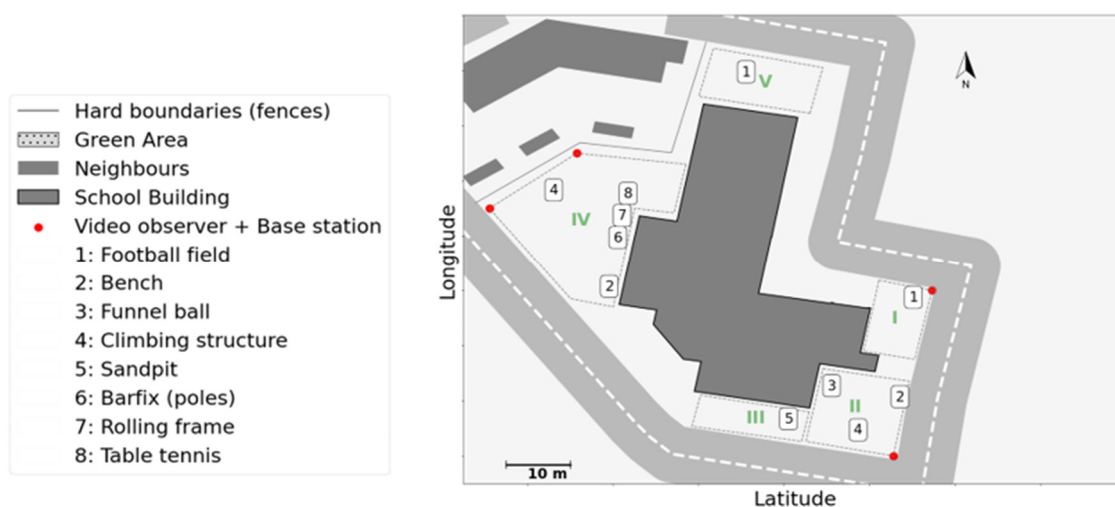 Hard boundaries (fences)
Green Area
Neighbours
School Building
Video observer + Base station
1: Football field
2: Bench
3: Funnel ball
4: Climbing structure
5: Sandpit
6: Barfix (poles)
7: Rolling frame
8: Table tennis
Longitude
1
V
N
4
8
IV
7
6
2
1
I
3
2
II
III
5
4
10 m
Latitude